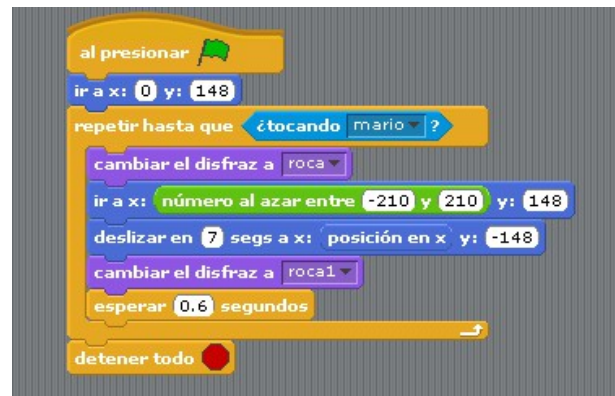 al presionar
ir a x: 0 y: 148
repetir hasta que ¿tocando mario ?
cambiar el disfraz a roca
ir a x: número al azar entre -210 y 210 y: 148
deslizar en 7 segs a x: posición en x y: -148
cambiar el disfraz a roca1
esperar 0.6 segundos
detener todo